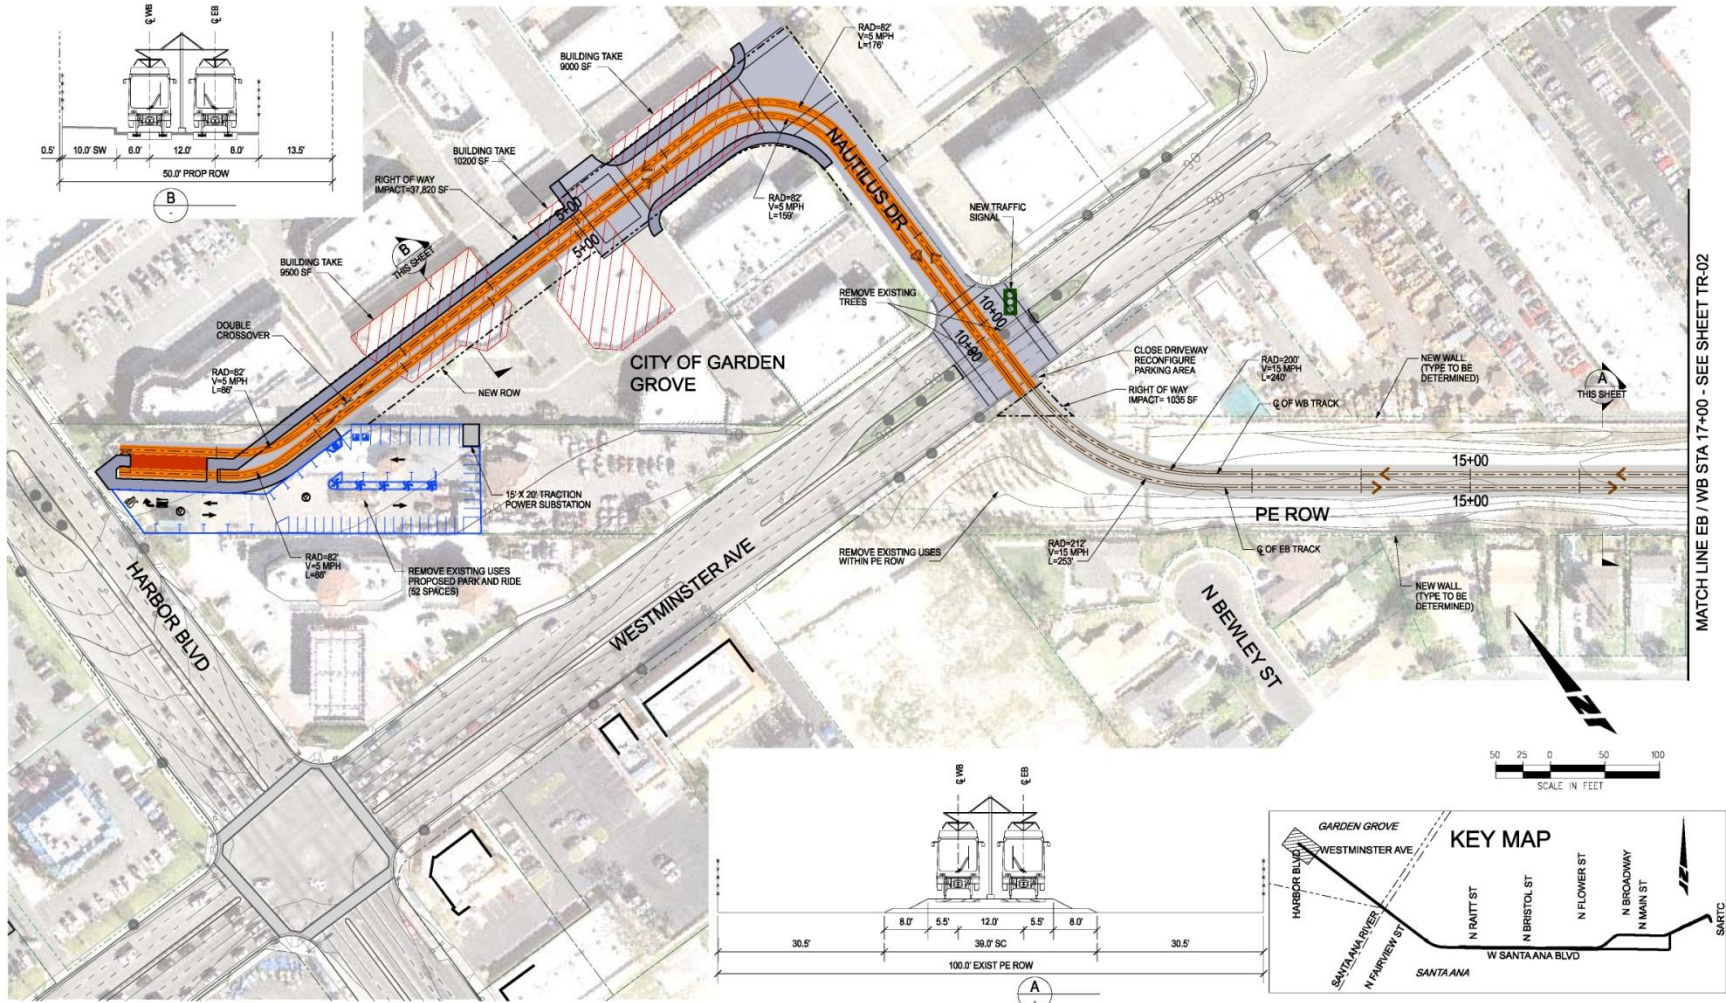 ℄ WB
℄ EB
0.5'
10.0' SW
6.0'
12.0'
8.0'
13.5'
50.0' PROP ROW
B
-
BUILDING TAKE
9000 SF
BUILDING TAKE
10200 SF
RIGHT OF WAY
IMPACT=37,820 SF
B
THIS SHEET
BUILDING TAKE
9500 SF
DOUBLE
CROSSOVER
RAD=82'
V=5 MPH
L=86'
NEW ROW
5+00
5+00
RAD=82'
V=5 MPH
L=176'
RAD=82'
V=5 MPH
L=159'
NAUTILUS DR
NEW TRAFFIC
SIGNAL
REMOVE EXISTING
TREES
10+00
10+00
CITY OF GARDEN
GROVE
CLOSE DRIVEWAY
RECONFIGURE
PARKING AREA
RIGHT OF WAY
IMPACT= 1035 SF
RAD=200'
V=15 MPH
L=240'
℄ OF WB TRACK
NEW WALL
(TYPE TO BE
DETERMINED)
A
THIS SHEET
15+00
15+00
PE ROW
MATCH LINE EB / WB STA 17+00 - SEE SHEET TR-02
15' X 20' TRACTION
POWER SUBSTATION
RAD=82'
V=5 MPH
L=86'
REMOVE EXISTING USES
PROPOSED PARK AND RIDE
(52 SPACES)
HARBOR BLVD
WESTMINSTER AVE
REMOVE EXISTING USES
WITHIN PE ROW
RAD=212'
V=15 MPH
L=253'
℄ OF EB TRACK
NEW WALL
(TYPE TO BE
DETERMINED)
N BEWLEY ST
N
50
25
0
50
100
SCALE IN FEET
℄ WB
℄ EB
8.0'
5.5'
12.0'
5.5'
8.0'
30.5'
39.0' SC
30.5'
100.0' EXIST PE ROW
A
-
KEY MAP
GARDEN GROVE
WESTMINSTER AVE
HARBOR BLVD
SANTA ANA RIVER
N FAIRVIEW ST
SANTA ANA
N RAITT ST
N BRISTOL ST
N FLOWER ST
N BROADWAY
N MAIN ST
W SANTA ANA BLVD
SARTC
N